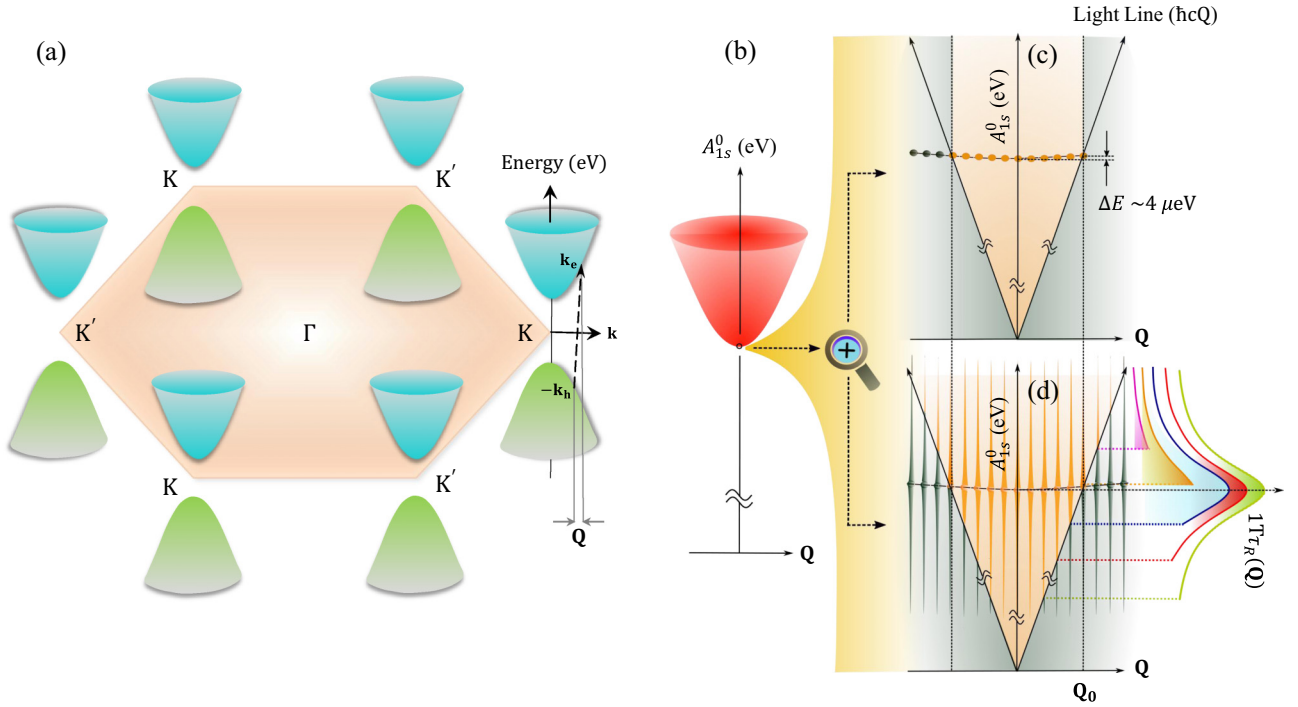 Light Line (ħcQ)
(a)
(b)
(c)
K
K′
Energy (eV)
A⁰₁ₛ (eV)
A⁰₁ₛ (eV)
ΔE ~4 μeV
kₑ
K′
Γ
K
k
Q
−kₕ
(d)
A⁰₁ₛ (eV)
K
K′
Q
Q
1Tτ_R(Q)
Q
Q₀